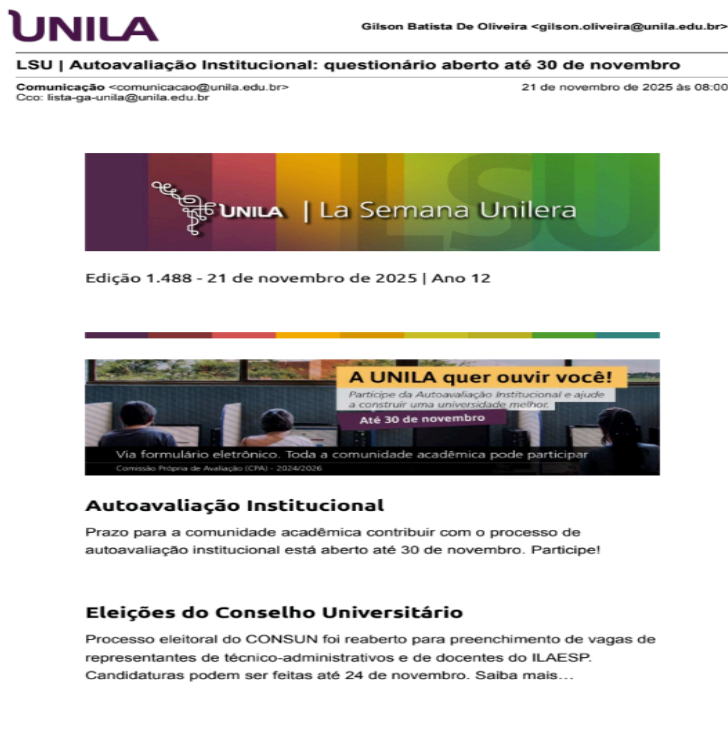 UNILA
Gilson Batista De Oliveira <gilson.oliveira@unila.edu.br>
LSU | Autoavaliação Institucional: questionário aberto até 30 de novembro
Comunicação <comunicacao@unila.edu.br>
21 de novembro de 2025 às 08:00
Cco: lista-ga-unila@unila.edu.br
LSU
UNILA | La Semana Unilera
Edição 1.488 - 21 de novembro de 2025 | Ano 12
A UNILA quer ouvir você!
Participe da Autoavaliação Institucional e ajude
a construir uma universidade melhor.
Até 30 de novembro
Via formulário eletrônico. Toda a comunidade acadêmica pode participar
Comissão Própria de Avaliação (CPA) - 2024/2026
Autoavaliação Institucional
Prazo para a comunidade acadêmica contribuir com o processo de
autoavaliação institucional está aberto até 30 de novembro. Participe!
Eleições do Conselho Universitário
Processo eleitoral do CONSUN foi reaberto para preenchimento de vagas de
representantes de técnico-administrativos e de docentes do ILAESP.
Candidaturas podem ser feitas até 24 de novembro. Saiba mais...